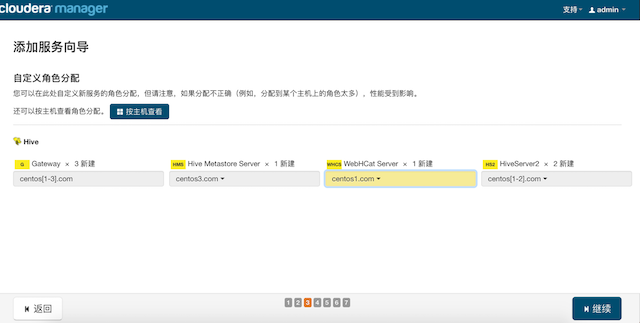 cloudera manager
支持 admin
添加服务向导
自定义角色分配
您可以在此处自定义新服务的角色分配，但请注意，如果分配不正确（例如，分配到某个主机上的角色太多），性能受到影响。
还可以按主机查看角色分配。 按主机查看
Hive
G Gateway × 3 新建 HMS Hive Metastore Server × 1 新建 WHCS WebHCat Server × 1 新建 HS2 HiveServer2 × 2 新建
centos[1-3].com centos3.com centos1.com centos[1-2].com
返回 1 2 3 4 5 6 7 继续